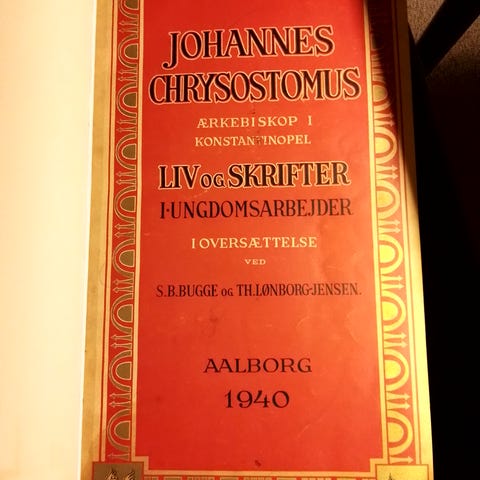 JOHANNES
CHRYSOSTOMUS
ÆRKEBISKOP I
KONSTANTINOPEL
LIV OG SKRIFTER
I·UNGDOMSARBEJDER
I OVERSÆTTELSE
VED
S.B.BUGGE OG TH.LØNBORG-JENSEN.
AALBORG
1940